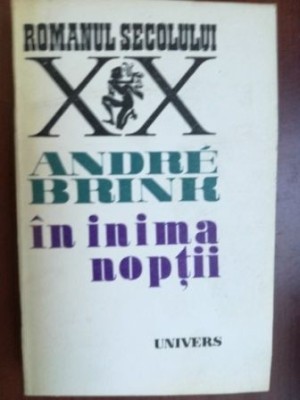 ROMANUL SECOLULUI
XX
ANDRÉ
BRINK
în inima
nopții
UNIVERS